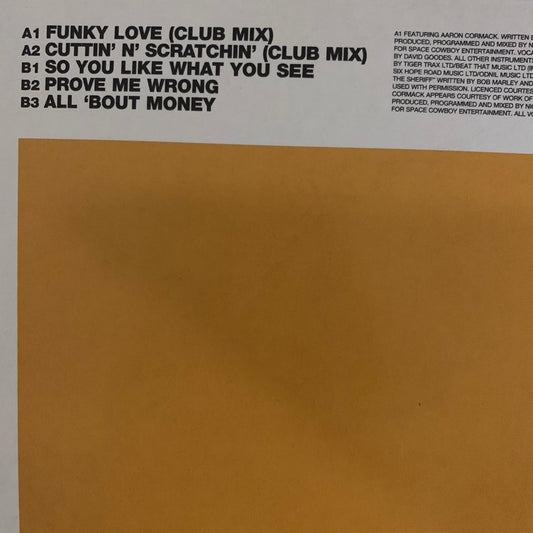 A1 FUNKY LOVE (CLUB MIX)
A2 CUTTIN' N' SCRATCHIN' (CLUB MIX)
B1 SO YOU LIKE WHAT YOU SEE
B2 PROVE ME WRONG
B3 ALL ‘BOUT MONEY
A1 FEATURING AARON CORMACK. WRITTEN
PRODUCED, PROGRAMMED AND MIXED BY
FOR SPACE COWBOY ENTERTAINMENT.
BY DAVID GOODES. ALL OTHER INSTRUMENTS
BY TIGER TRAX LTD/BEAT THAT MUSIC LTD
SIX HOPE ROAD MUSIC LTD/ODNIL MUSIC LTD
THE SHERIFF" WRITTEN BY BOB MARLEY AND
USED WITH PERMISSION. LICENCED
CORMACK APPEARS COURTESY OF WORK OF
PRODUCED, PROGRAMMED AND MIXED BY
FOR SPACE COWBOY ENTERTAINMENT. ALL